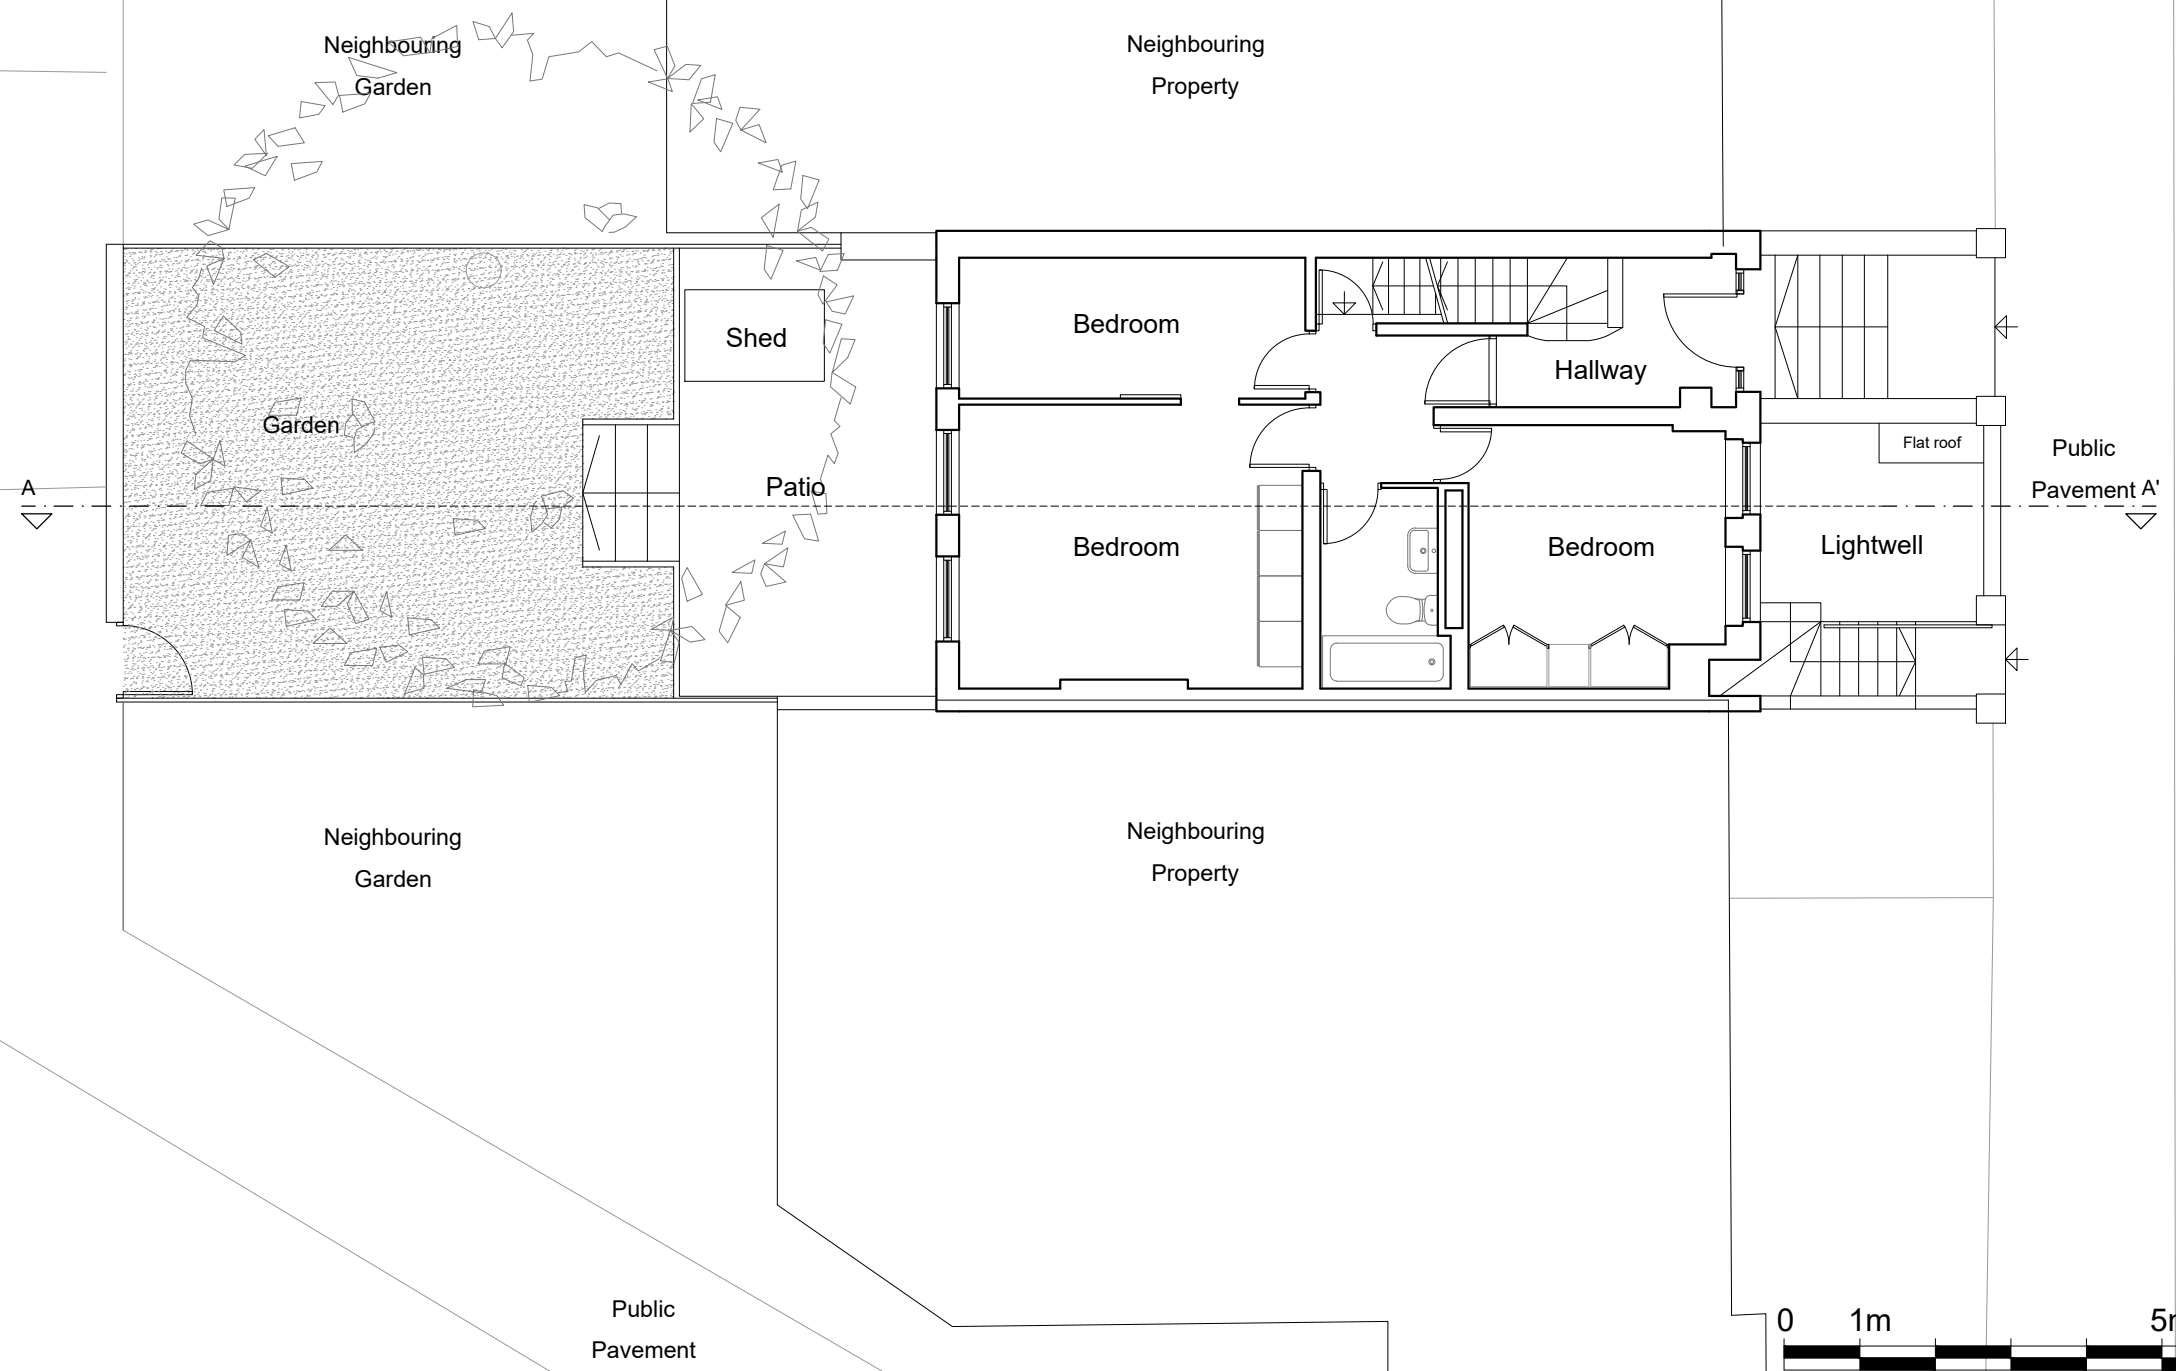 Neighbouring
Garden
Neighbouring
Property
Bedroom
Shed
Hallway
Garden
Flat roof
Public
Pavement
A
A'
Patio
Bedroom
Bedroom
Lightwell
Neighbouring
Garden
Neighbouring
Property
Public
Pavement
0 1m 5